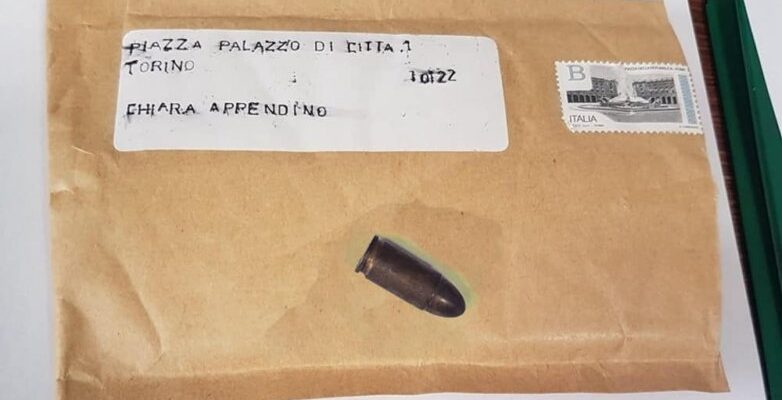 PIAZZA PALAZZO DI CITTA.1
TORINO
10122
CHIARA APPENDINO
B
ITALIA